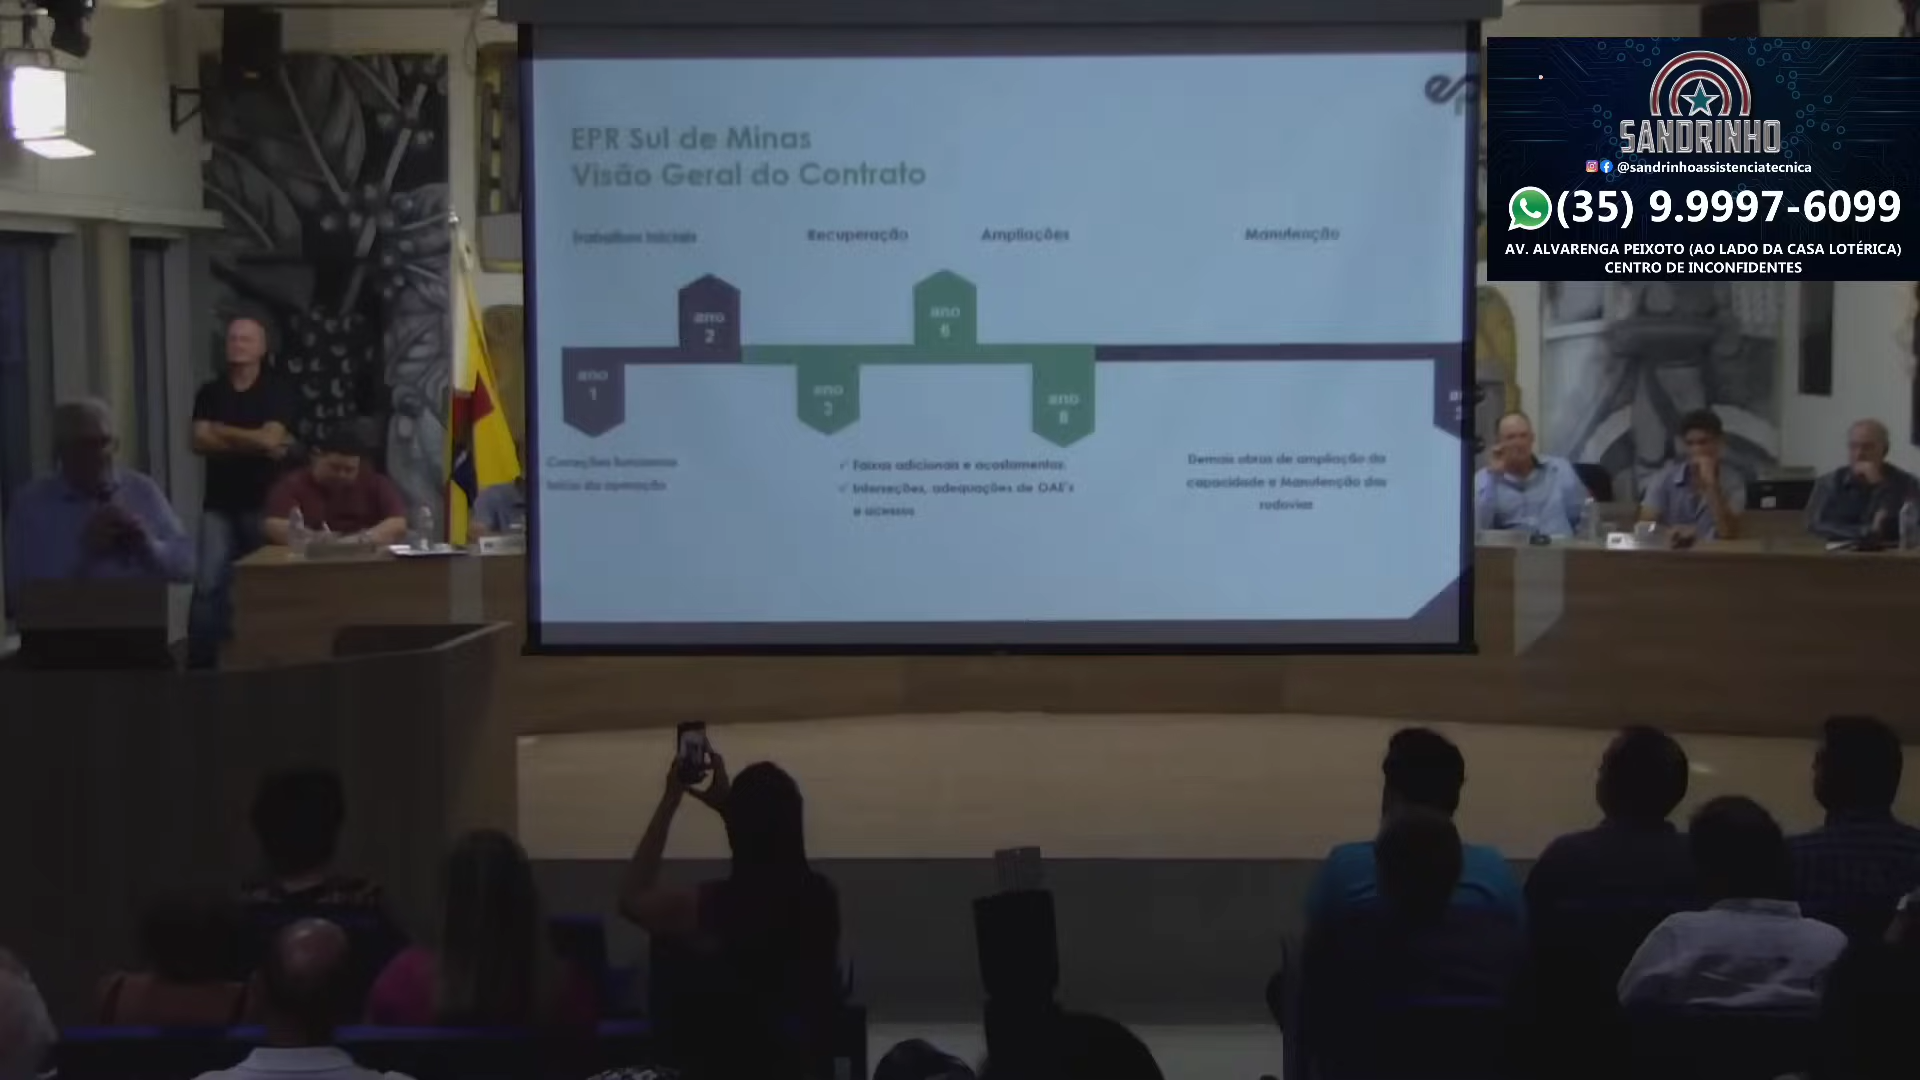 EPR Sul de Minas
Visão Geral do Contrato
Trabalhos Iniciais
Recuperação
Ampliações
Manutenção
ano
2
ano
6
ano
1
ano
3
ano
8
Faixas adicionais e acostamentos
Interseções, adequações de OAE's
e acessos
Demais obras de ampliação da
capacidade e Manutenção das
rodovias
Início da operação
SANDRINHO
@sandrinhoassistenciatecnica
(35) 9.9997-6099
AV. ALVARENGA PEIXOTO (AO LADO DA CASA LOTÉRICA)
CENTRO DE INCONFIDENTES